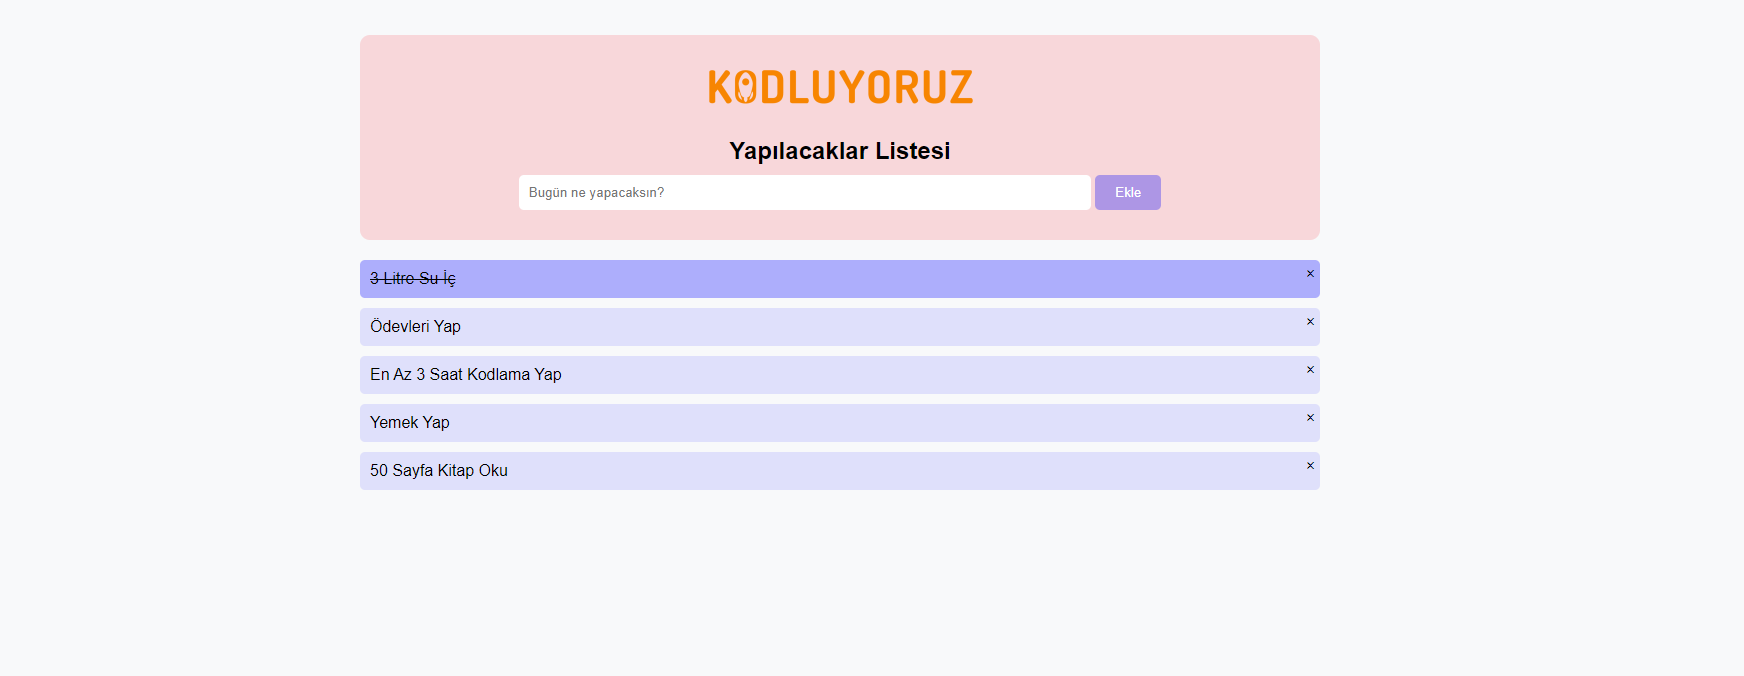 KODLUYORUZ
Yapılacaklar Listesi
Bugün ne yapacaksın? Ekle
3 Litre Su İç ×
Ödevleri Yap ×
En Az 3 Saat Kodlama Yap ×
Yemek Yap ×
50 Sayfa Kitap Oku ×